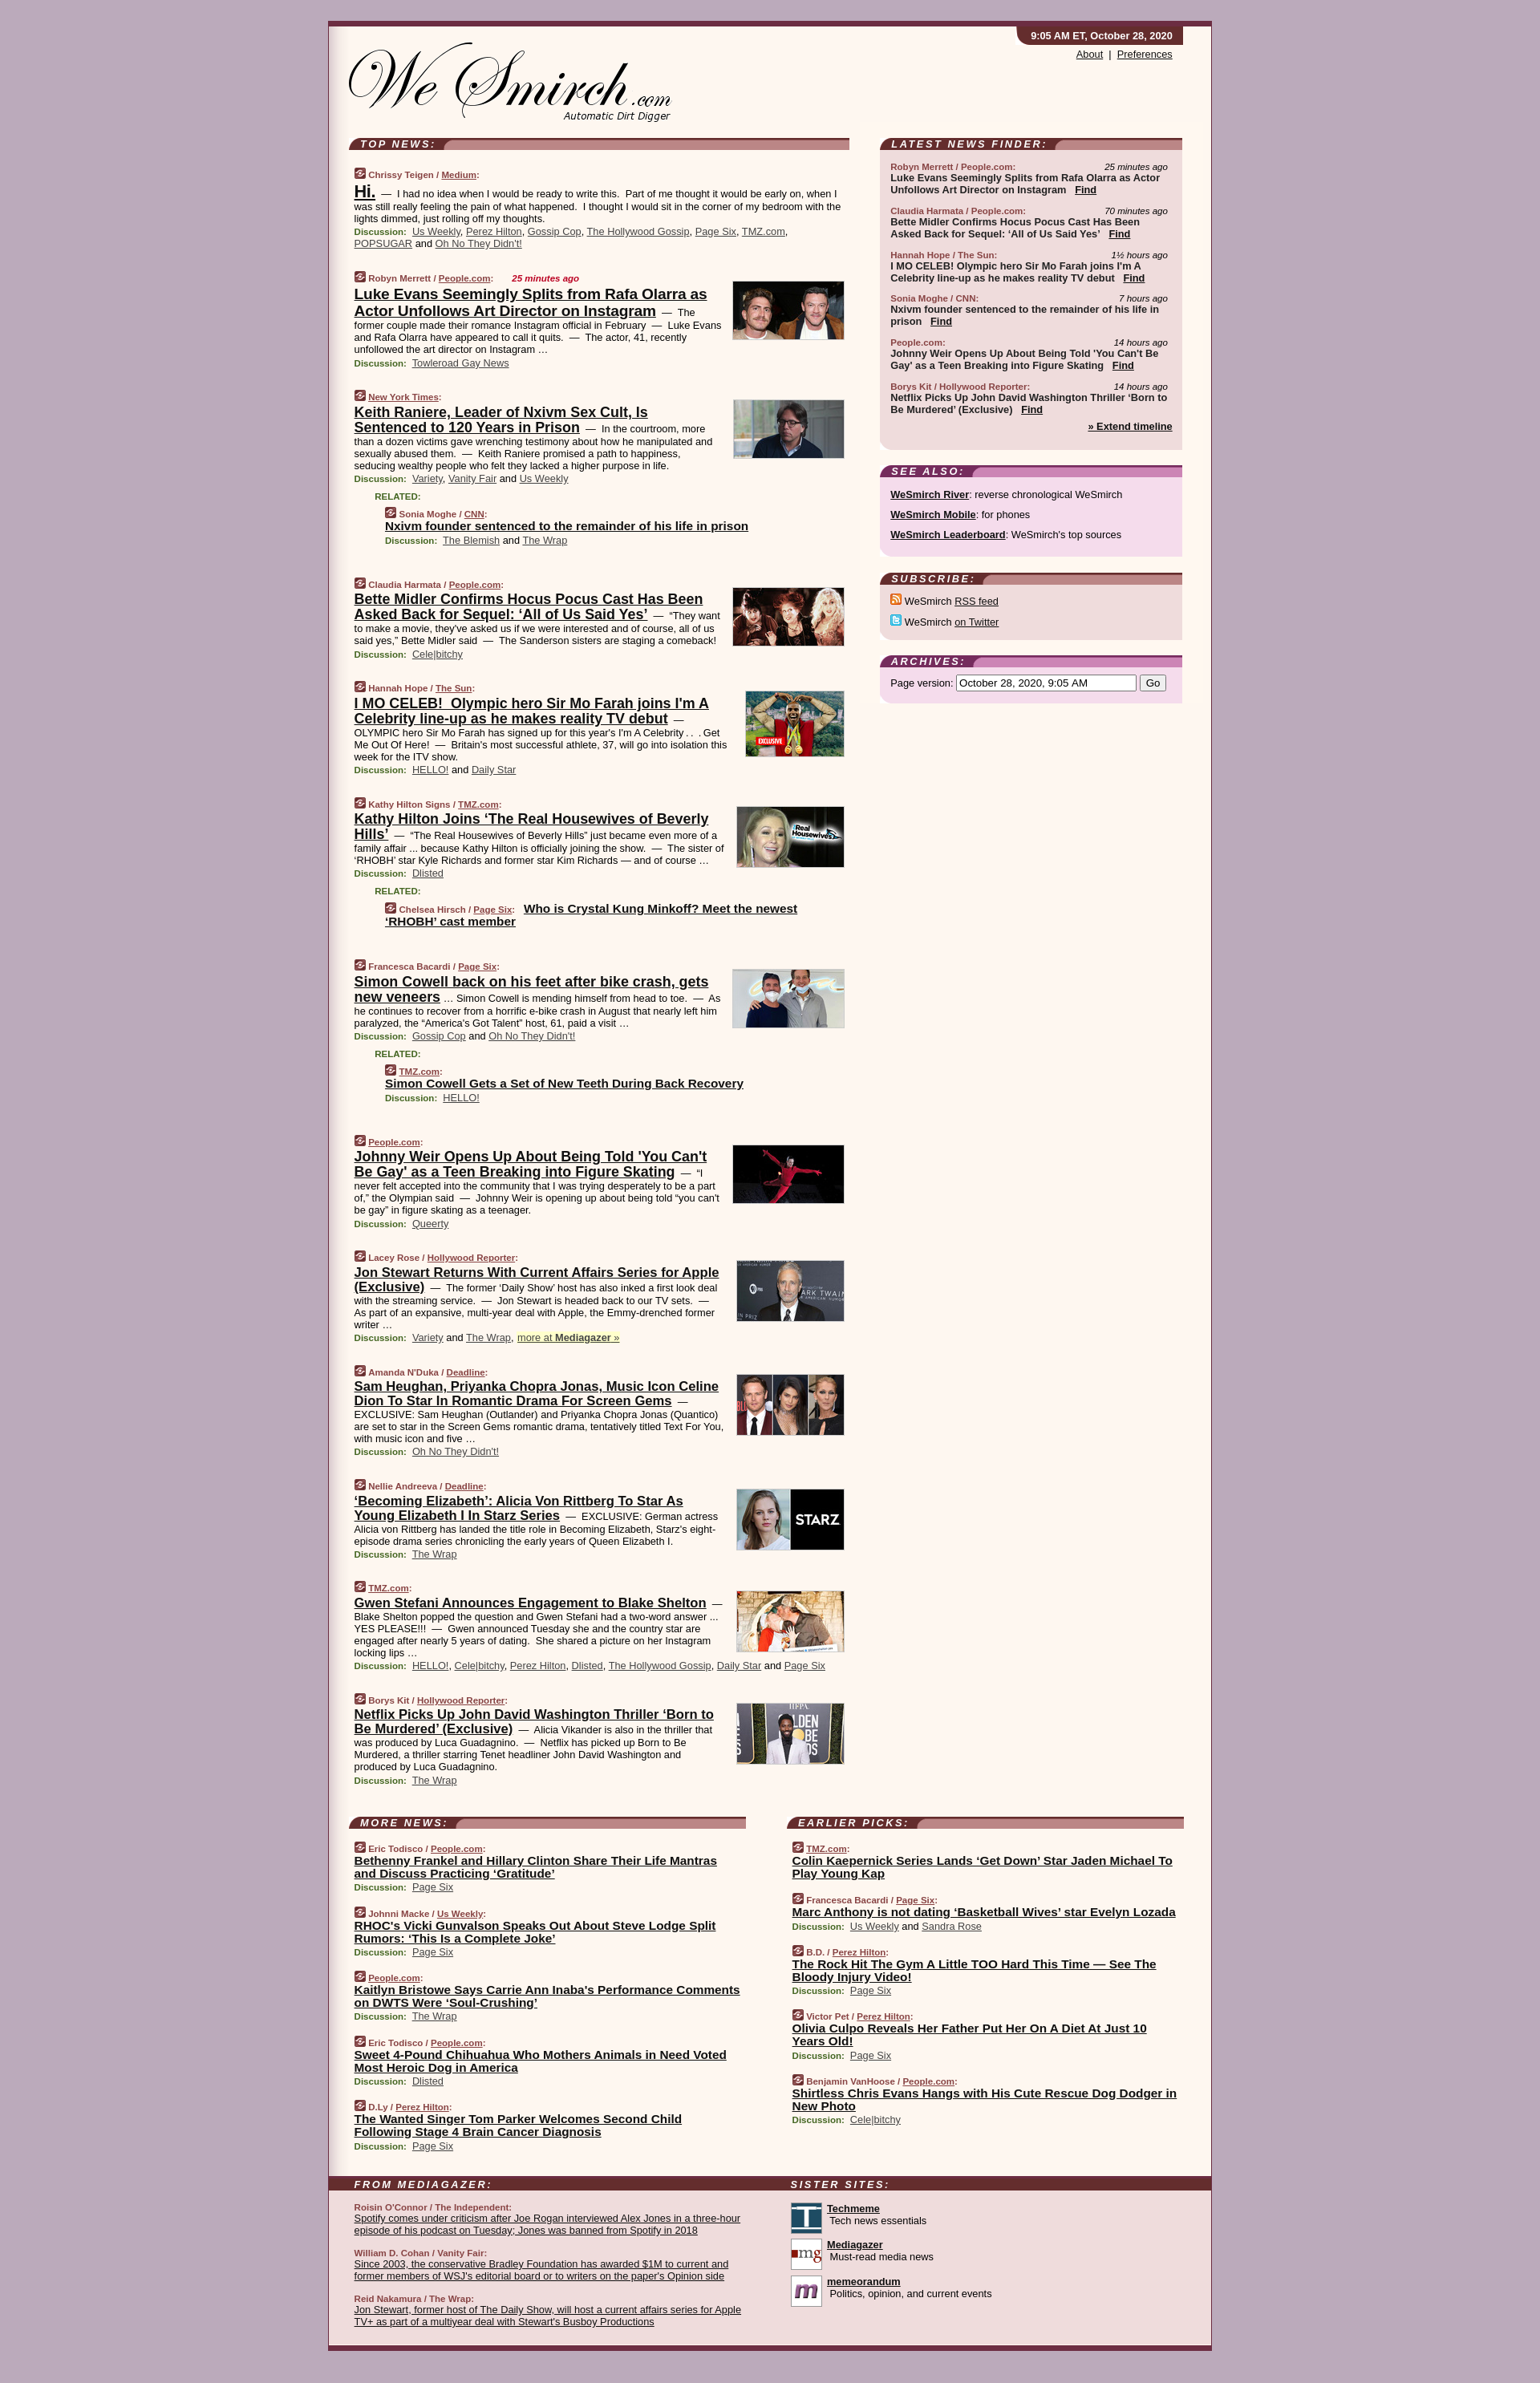 9:05 AM ET, October 28, 2020
About | Preferences
We Smirch.com
Automatic Dirt Digger
TOP NEWS:
Chrissy Teigen / Medium:
Hi. — I had no idea when I would be ready to write this. Part of me thought it would be early on, when I
was still really feeling the pain of what happened. I thought I would sit in the corner of my bedroom with the
lights dimmed, just rolling off my thoughts.
Discussion: Us Weekly, Perez Hilton, Gossip Cop, The Hollywood Gossip, Page Six, TMZ.com,
POPSUGAR and Oh No They Didn't!
Robyn Merrett / People.com: 25 minutes ago
Luke Evans Seemingly Splits from Rafa Olarra as
Actor Unfollows Art Director on Instagram — The
former couple made their romance Instagram official in February — Luke Evans
and Rafa Olarra have appeared to call it quits. — The actor, 41, recently
unfollowed the art director on Instagram …
Discussion: Towleroad Gay News
New York Times:
Keith Raniere, Leader of Nxivm Sex Cult, Is
Sentenced to 120 Years in Prison — In the courtroom, more
than a dozen victims gave wrenching testimony about how he manipulated and
sexually abused them. — Keith Raniere promised a path to happiness,
seducing wealthy people who felt they lacked a higher purpose in life.
Discussion: Variety, Vanity Fair and Us Weekly
RELATED:
Sonia Moghe / CNN:
Nxivm founder sentenced to the remainder of his life in prison
Discussion: The Blemish and The Wrap
Claudia Harmata / People.com:
Bette Midler Confirms Hocus Pocus Cast Has Been
Asked Back for Sequel: ‘All of Us Said Yes’ — “They want
to make a movie, they've asked us if we were interested and of course, all of us
said yes,” Bette Midler said — The Sanderson sisters are staging a comeback!
Discussion: Cele|bitchy
Hannah Hope / The Sun:
I MO CELEB! Olympic hero Sir Mo Farah joins I'm A
Celebrity line-up as he makes reality TV debut —
OLYMPIC hero Sir Mo Farah has signed up for this year's I'm A Celebrity . . . Get
Me Out Of Here! — Britain's most successful athlete, 37, will go into isolation this
week for the ITV show.
Discussion: HELLO! and Daily Star
EXCLUSIVE
Kathy Hilton Signs / TMZ.com:
Kathy Hilton Joins ‘The Real Housewives of Beverly
Hills’ — “The Real Housewives of Beverly Hills” just became even more of a
family affair ... because Kathy Hilton is officially joining the show. — The sister of
‘RHOBH’ star Kyle Richards and former star Kim Richards — and of course …
Discussion: Dlisted
Real
Housewives
RELATED:
Chelsea Hirsch / Page Six: Who is Crystal Kung Minkoff? Meet the newest
‘RHOBH’ cast member
Francesca Bacardi / Page Six:
Simon Cowell back on his feet after bike crash, gets
new veneers … Simon Cowell is mending himself from head to toe. — As
he continues to recover from a horrific e-bike crash in August that nearly left him
paralyzed, the “America's Got Talent” host, 61, paid a visit …
Discussion: Gossip Cop and Oh No They Didn't!
RELATED:
TMZ.com:
Simon Cowell Gets a Set of New Teeth During Back Recovery
Discussion: HELLO!
People.com:
Johnny Weir Opens Up About Being Told 'You Can't
Be Gay' as a Teen Breaking into Figure Skating — “I
never felt accepted into the community that I was trying desperately to be a part
of,” the Olympian said — Johnny Weir is opening up about being told “you can't
be gay” in figure skating as a teenager.
Discussion: Queerty
Lacey Rose / Hollywood Reporter:
Jon Stewart Returns With Current Affairs Series for Apple
(Exclusive) — The former ‘Daily Show’ host has also inked a first look deal
with the streaming service. — Jon Stewart is headed back to our TV sets. —
As part of an expansive, multi-year deal with Apple, the Emmy-drenched former
writer …
Discussion: Variety and The Wrap, more at Mediagazer »
Amanda N'Duka / Deadline:
Sam Heughan, Priyanka Chopra Jonas, Music Icon Celine
Dion To Star In Romantic Drama For Screen Gems —
EXCLUSIVE: Sam Heughan (Outlander) and Priyanka Chopra Jonas (Quantico)
are set to star in the Screen Gems romantic drama, tentatively titled Text For You,
with music icon and five …
Discussion: Oh No They Didn't!
Nellie Andreeva / Deadline:
‘Becoming Elizabeth’: Alicia Von Rittberg To Star As
Young Elizabeth I In Starz Series — EXCLUSIVE: German actress
Alicia von Rittberg has landed the title role in Becoming Elizabeth, Starz's eight-
episode drama series chronicling the early years of Queen Elizabeth I.
Discussion: The Wrap
STARZ
TMZ.com:
Gwen Stefani Announces Engagement to Blake Shelton —
Blake Shelton popped the question and Gwen Stefani had a two-word answer ...
YES PLEASE!!! — Gwen announced Tuesday she and the country star are
engaged after nearly 5 years of dating. She shared a picture on her Instagram
locking lips …
Discussion: HELLO!, Cele|bitchy, Perez Hilton, Dlisted, The Hollywood Gossip, Daily Star and Page Six
Borys Kit / Hollywood Reporter:
Netflix Picks Up John David Washington Thriller ‘Born to
Be Murdered’ (Exclusive) — Alicia Vikander is also in the thriller that
was produced by Luca Guadagnino. — Netflix has picked up Born to Be
Murdered, a thriller starring Tenet headliner John David Washington and
produced by Luca Guadagnino.
Discussion: The Wrap
LATEST NEWS FINDER:
Robyn Merrett / People.com: 25 minutes ago
Luke Evans Seemingly Splits from Rafa Olarra as Actor
Unfollows Art Director on Instagram Find
Claudia Harmata / People.com: 70 minutes ago
Bette Midler Confirms Hocus Pocus Cast Has Been
Asked Back for Sequel: ‘All of Us Said Yes’ Find
Hannah Hope / The Sun: 1½ hours ago
I MO CELEB! Olympic hero Sir Mo Farah joins I'm A
Celebrity line-up as he makes reality TV debut Find
Sonia Moghe / CNN: 7 hours ago
Nxivm founder sentenced to the remainder of his life in
prison Find
People.com: 14 hours ago
Johnny Weir Opens Up About Being Told 'You Can't Be
Gay' as a Teen Breaking into Figure Skating Find
Borys Kit / Hollywood Reporter: 14 hours ago
Netflix Picks Up John David Washington Thriller ‘Born to
Be Murdered’ (Exclusive) Find
» Extend timeline
SEE ALSO:
WeSmirch River: reverse chronological WeSmirch
WeSmirch Mobile: for phones
WeSmirch Leaderboard: WeSmirch's top sources
SUBSCRIBE:
WeSmirch RSS feed
WeSmirch on Twitter
ARCHIVES:
Page version: October 28, 2020, 9:05 AM Go
MORE NEWS:
Eric Todisco / People.com:
Bethenny Frankel and Hillary Clinton Share Their Life Mantras
and Discuss Practicing ‘Gratitude’
Discussion: Page Six
Johnni Macke / Us Weekly:
RHOC's Vicki Gunvalson Speaks Out About Steve Lodge Split
Rumors: ‘This Is a Complete Joke’
Discussion: Page Six
People.com:
Kaitlyn Bristowe Says Carrie Ann Inaba's Performance Comments
on DWTS Were ‘Soul-Crushing’
Discussion: The Wrap
Eric Todisco / People.com:
Sweet 4-Pound Chihuahua Who Mothers Animals in Need Voted
Most Heroic Dog in America
Discussion: Dlisted
D.Ly / Perez Hilton:
The Wanted Singer Tom Parker Welcomes Second Child
Following Stage 4 Brain Cancer Diagnosis
Discussion: Page Six
EARLIER PICKS:
TMZ.com:
Colin Kaepernick Series Lands ‘Get Down’ Star Jaden Michael To
Play Young Kap
Francesca Bacardi / Page Six:
Marc Anthony is not dating ‘Basketball Wives’ star Evelyn Lozada
Discussion: Us Weekly and Sandra Rose
B.D. / Perez Hilton:
The Rock Hit The Gym A Little TOO Hard This Time — See The
Bloody Injury Video!
Discussion: Page Six
Victor Pet / Perez Hilton:
Olivia Culpo Reveals Her Father Put Her On A Diet At Just 10
Years Old!
Discussion: Page Six
Benjamin VanHoose / People.com:
Shirtless Chris Evans Hangs with His Cute Rescue Dog Dodger in
New Photo
Discussion: Cele|bitchy
FROM MEDIAGAZER:
Roisin O'Connor / The Independent:
Spotify comes under criticism after Joe Rogan interviewed Alex Jones in a three-hour
episode of his podcast on Tuesday; Jones was banned from Spotify in 2018
William D. Cohan / Vanity Fair:
Since 2003, the conservative Bradley Foundation has awarded $1M to current and
former members of WSJ's editorial board or to writers on the paper's Opinion side
Reid Nakamura / The Wrap:
Jon Stewart, former host of The Daily Show, will host a current affairs series for Apple
TV+ as part of a multiyear deal with Stewart's Busboy Productions
SISTER SITES:
Techmeme
Tech news essentials
mg
Mediagazer
Must-read media news
m
memeorandum
Politics, opinion, and current events